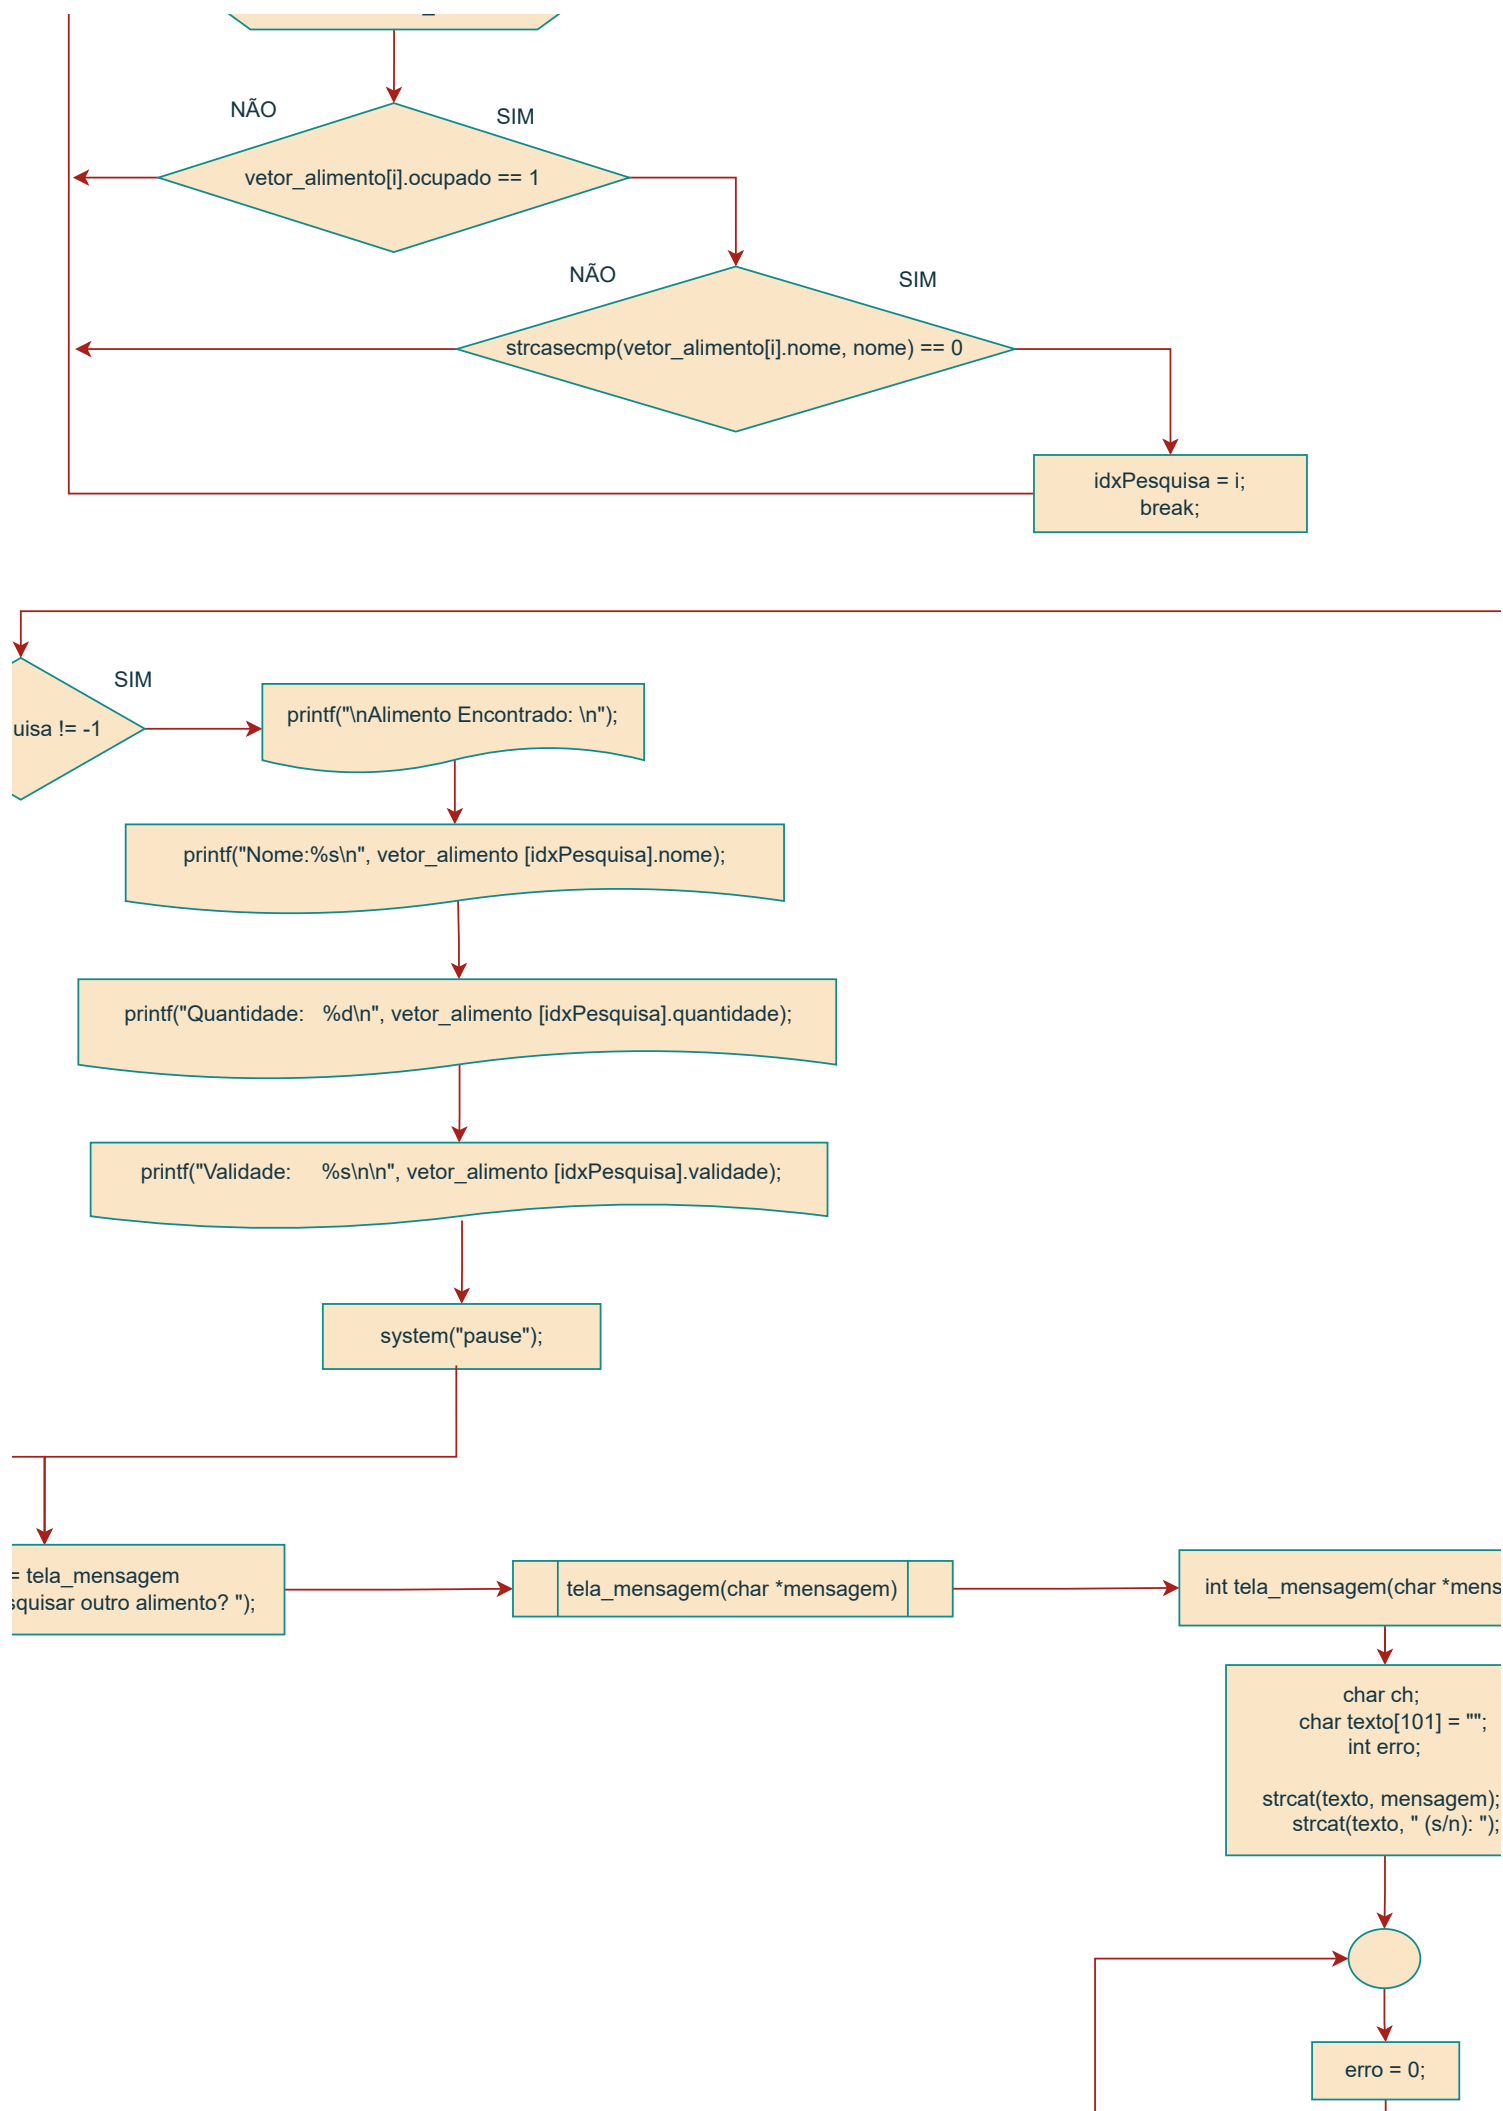 NÃO
SIM
vetor_alimento[i].ocupado == 1
NÃO
SIM
strcasecmp(vetor_alimento[i].nome, nome) == 0
idxPesquisa = i;
break;
SIM
!= -1
printf("\nAlimento Encontrado: \n");
printf("Nome:%s\n", vetor_alimento [idxPesquisa].nome);
printf("Quantidade:   %d\n", vetor_alimento [idxPesquisa].quantidade);
printf("Validade:     %s\n\n", vetor_alimento [idxPesquisa].validade);
system("pause");
= tela_mensagem
outro alimento? ");
tela_mensagem(char *mensagem)
int tela_mensagem(char
char ch;
char texto[101] = "";
int erro;
strcat(texto, mensagem);
strcat(texto, " (s/n): ");
erro = 0;